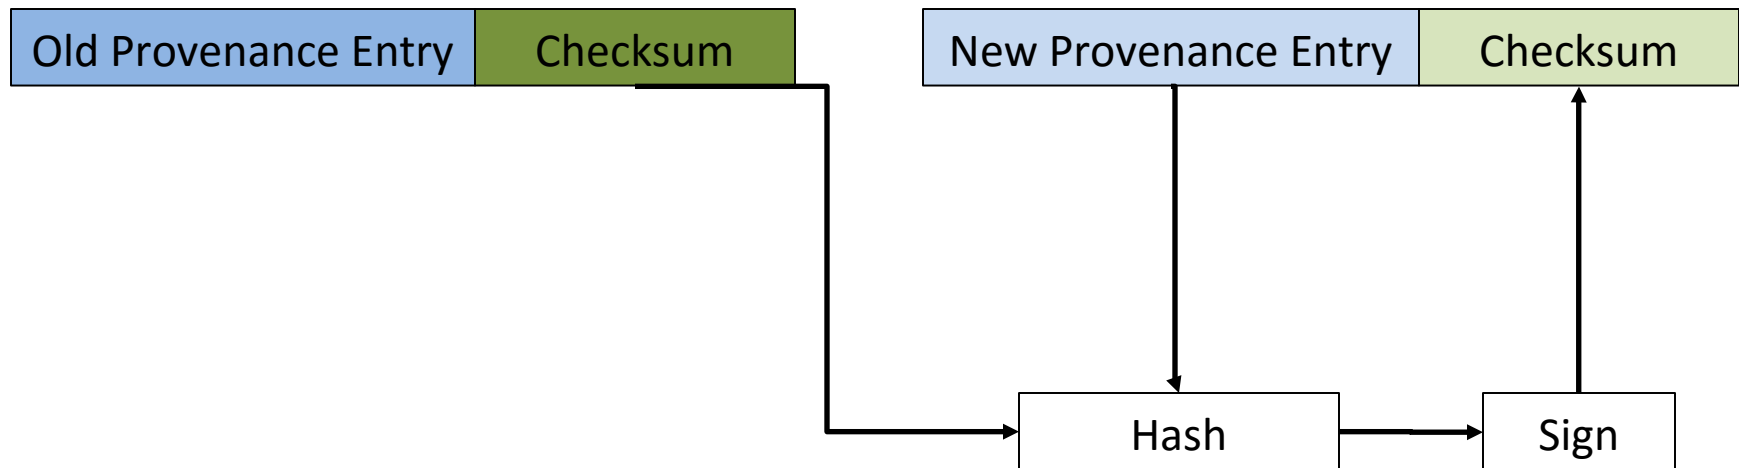 Old Provenance Entry
Checksum
New Provenance Entry
Checksum
Hash
Sign